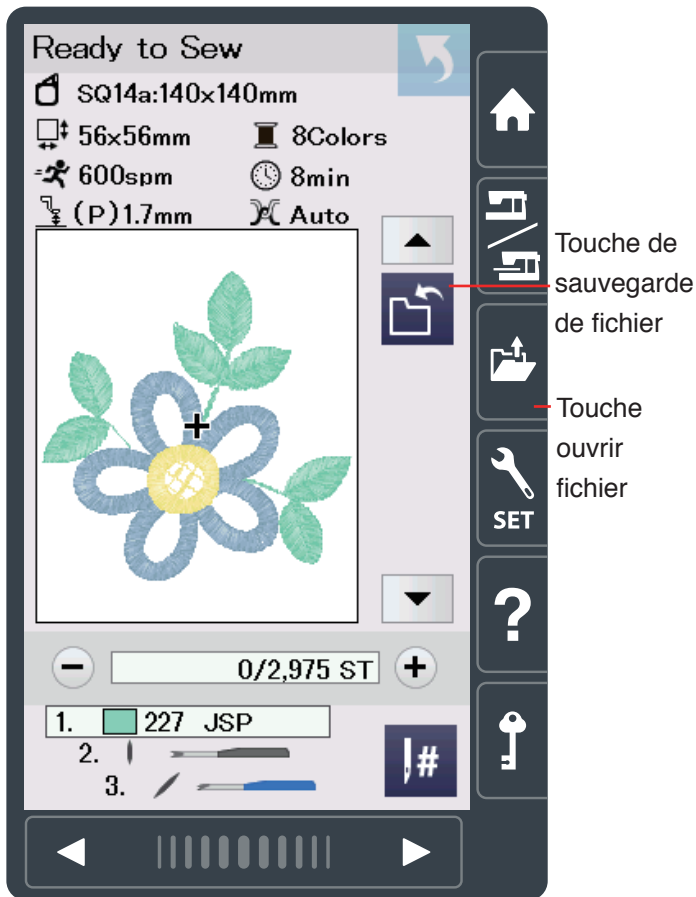 Ready to Sew
SQ14a:140x140mm
56x56mm
8Colors
600spm
8min
(P)1.7mm
Auto
0/2,975 ST
1. 227 JSP
2.
3.
#
SET
?
Touche de
sauvegarde
de fichier
Touche
ouvrir
fichier